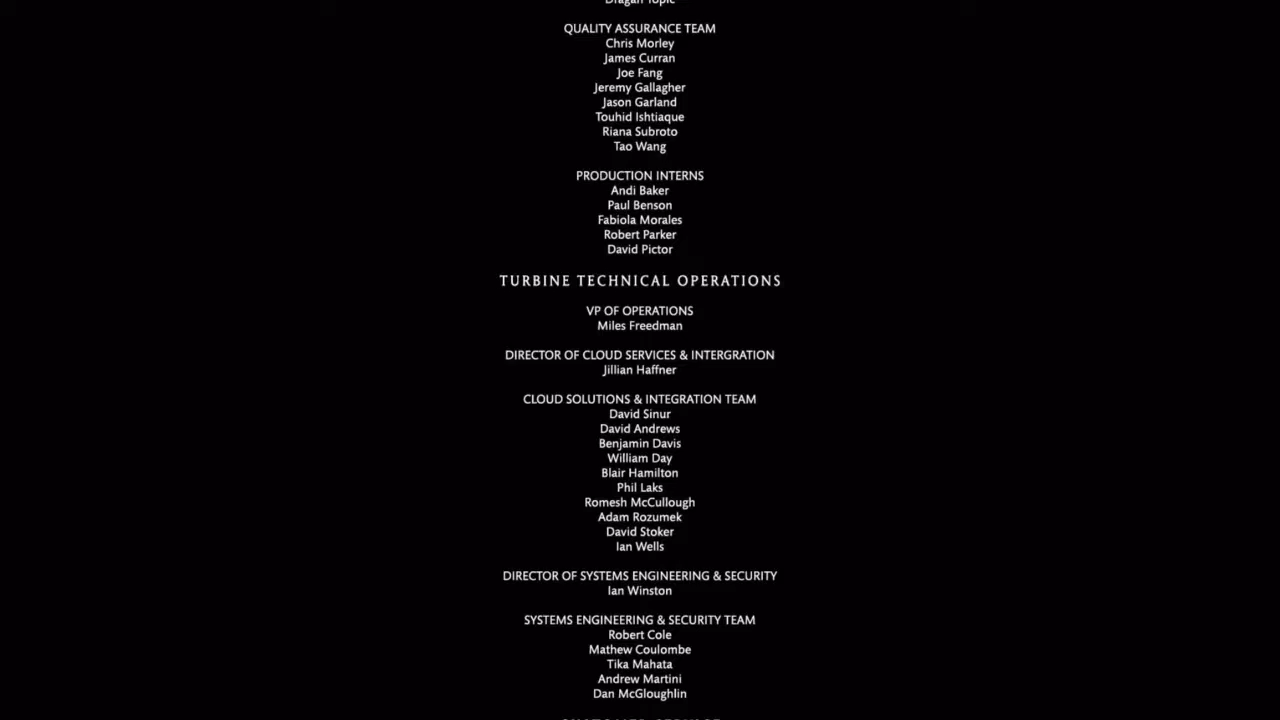 Dragan Topic
QUALITY ASSURANCE TEAM
Chris Morley
James Curran
Joe Fang
Jeremy Gallagher
Jason Garland
Touhid Ishtiaque
Riana Subroto
Tao Wang
PRODUCTION INTERNS
Andi Baker
Paul Benson
Fabiola Morales
Robert Parker
David Pictor
TURBINE TECHNICAL OPERATIONS
VP OF OPERATIONS
Miles Freedman
DIRECTOR OF CLOUD SERVICES & INTERGRATION
Jillian Haffner
CLOUD SOLUTIONS & INTEGRATION TEAM
David Sinur
David Andrews
Benjamin Davis
William Day
Blair Hamilton
Phil Laks
Romesh McCullough
Adam Rozumek
David Stoker
Ian Wells
DIRECTOR OF SYSTEMS ENGINEERING & SECURITY
Ian Winston
SYSTEMS ENGINEERING & SECURITY TEAM
Robert Cole
Mathew Coulombe
Tika Mahata
Andrew Martini
Dan McGloughlin